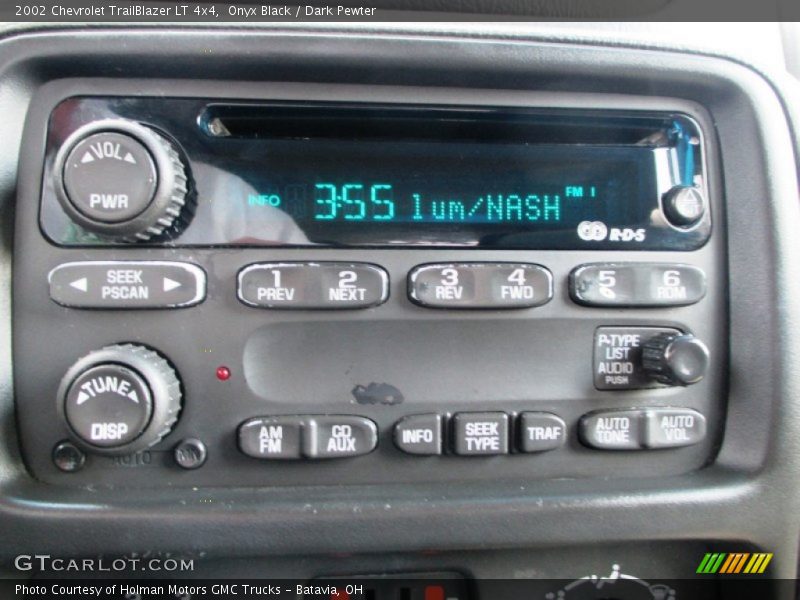 2002 Chevrolet TrailBlazer LT 4x4, Onyx Black / Dark Pewter
VOL
PWR
INFO 3:55 lum/NASH FM 1
R·D·S
SEEK
PSCAN
1 PREV 2 NEXT
3 REV 4 FWD
5 6 RDM
P-TYPE
LIST
AUDIO
PUSH
TUNE
DISP
AM FM
CD AUX
INFO
SEEK TYPE
TRAF
AUTO TONE
AUTO VOL
AUTO
GTCARLOT.COM
Photo Courtesy of Holman Motors GMC Trucks - Batavia, OH